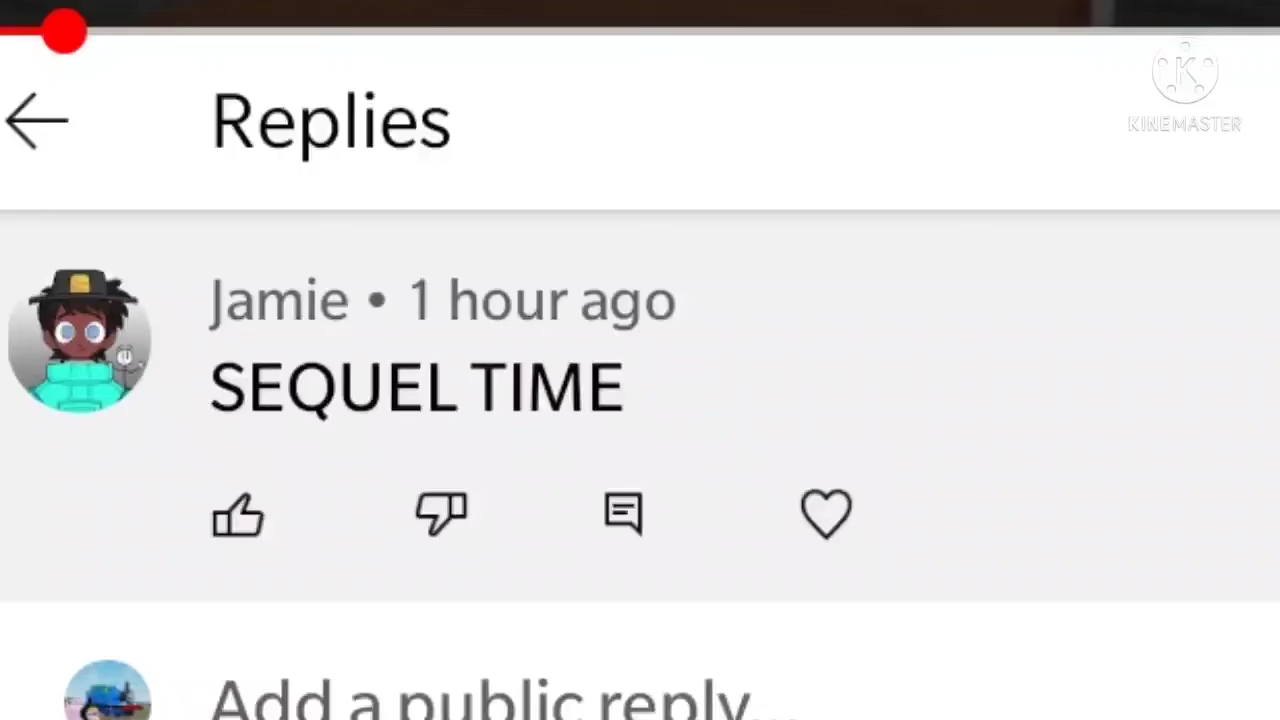 Replies
KINEMASTER
Jamie • 1 hour ago
SEQUEL TIME
Add a public reply...